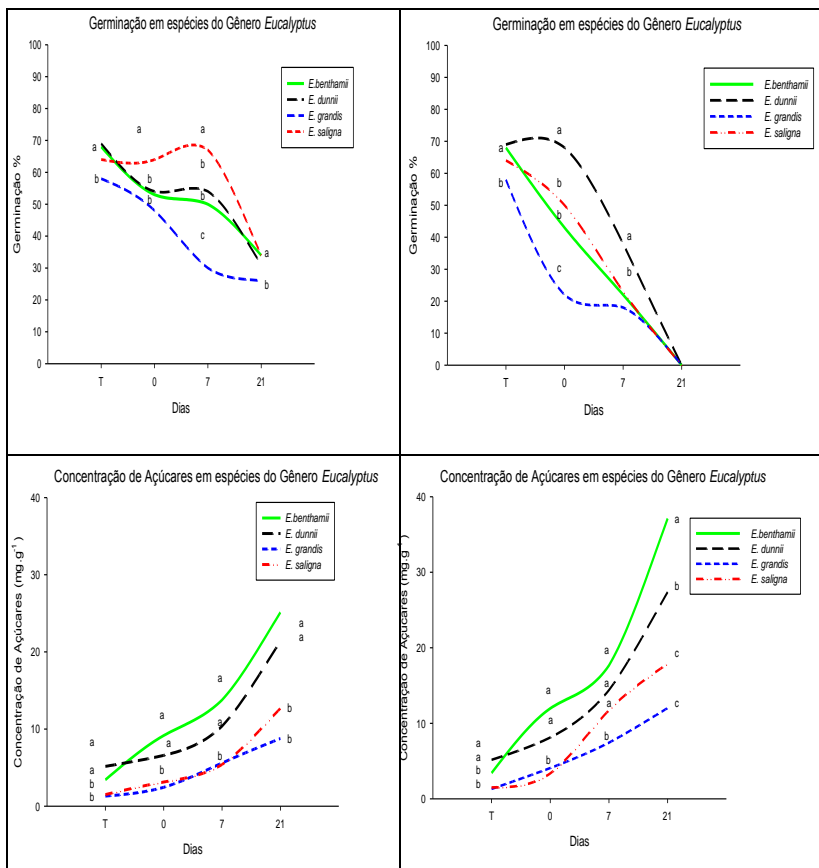 Germinação em espécies do Gênero Eucalyptus
100
90
80
70
60
50
40
30
20
10
0
Germinação %
E.benthamii
E. dunnii
E. grandis
E. saligna
a
a
a
b
b
b
b
b
c
a
b
T
0
7
21
Dias
Germinação em espécies do Gênero Eucalyptus
100
90
80
70
60
50
40
30
20
10
0
Germinação %
E.benthamii
E. dunnii
E. grandis
E. saligna
a
a
b
b
b
c
a
b
T
0
7
21
Dias
Concentração de Açúcares em espécies do Gênero Eucalyptus
40
30
20
10
0
Concentração de Açúcares (mg.g-1)
E.benthamii
E. dunnii
E. grandis
E. saligna
a
a
b
b
a
a
b
a
a
b
a
a
b
b
T
0
7
21
Dias
Concentração de Açúcares em espécies do Gênero Eucalyptus
40
30
20
10
0
Concentração de Açúcares (mg.g-1)
E.benthamii
E. dunnii
E. grandis
E. saligna
a
a
b
b
a
a
b
a
a
a
b
a
b
c
c
T
0
7
21
Dias